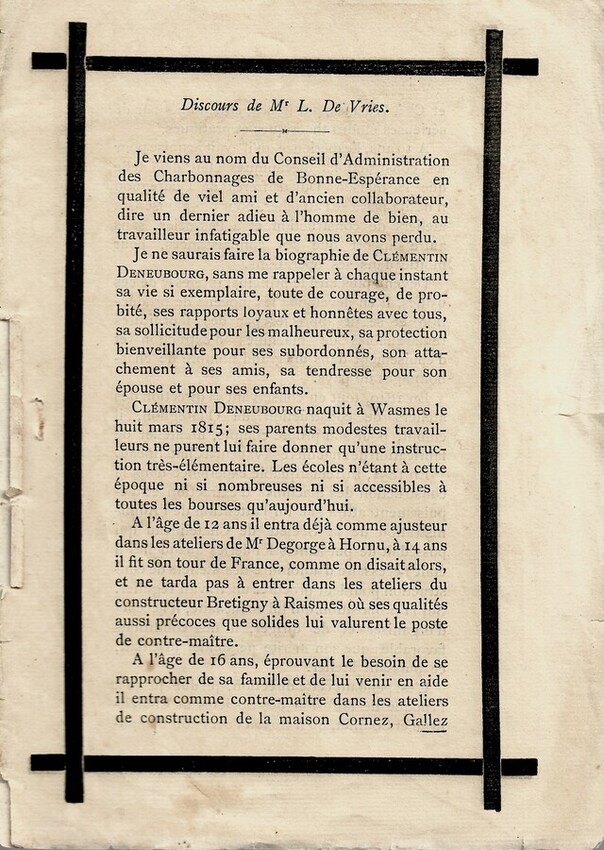 Discours de Mr L. De Vries.
Je viens au nom du Conseil d'Administration
des Charbonnages de Bonne-Espérance en
qualité de viel ami et d'ancien collaborateur,
dire un dernier adieu à l'homme de bien, au
travailleur infatigable que nous avons perdu.
Je ne saurais faire la biographie de CLÉMENTIN
DENEUBOURG, sans me rappeler à chaque instant
sa vie si exemplaire, toute de courage, de pro-
bité, ses rapports loyaux et honnêtes avec tous,
sa sollicitude pour les malheureux, sa protection
bienveillante pour ses subordonnés, son atta-
chement à ses amis, sa tendresse pour son
épouse et pour ses enfants.
CLÉMENTIN DENEUBOURG naquit à Wasmes le
huit mars 1815; ses parents modestes travail-
leurs ne purent lui faire donner qu'une instruc-
tion très-élémentaire. Les écoles n'étant à cette
époque ni si nombreuses ni si accessibles à
toutes les bourses qu'aujourd'hui.
A l'âge de 12 ans il entra déjà comme ajusteur
dans les ateliers de Mr Degorge à Hornu, à 14 ans
il fit son tour de France, comme on disait alors,
et ne tarda pas à entrer dans les ateliers du
constructeur Bretigny à Raismes où ses qualités
aussi précoces que solides lui valurent le poste
de contre-maître.
A l'âge de 16 ans, éprouvant le besoin de se
rapprocher de sa famille et de lui venir en aide
il entra comme contre-maître dans les ateliers
de construction de la maison Cornez, Gallez